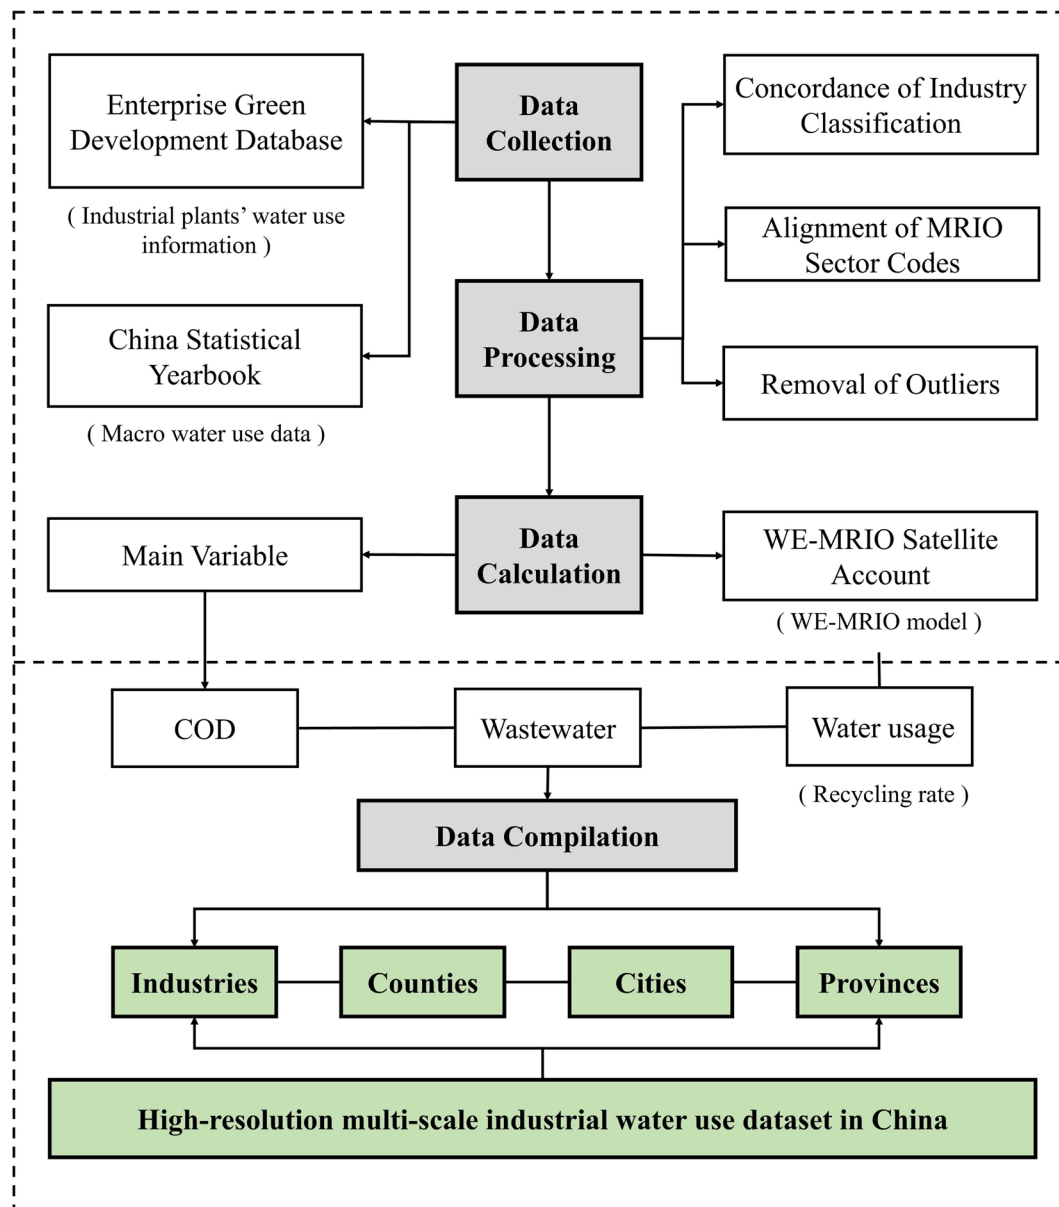 Enterprise Green
Development Database
( Industrial plants’ water use
information )
China Statistical
Yearbook
( Macro water use data )
Data
Collection
Data
Processing
Concordance of Industry
Classification
Alignment of MRIO
Sector Codes
Removal of Outliers
Main Variable
Data
Calculation
WE-MRIO Satellite
Account
( WE-MRIO model )
COD
Wastewater
Water usage
( Recycling rate )
Data Compilation
Industries
Counties
Cities
Provinces
High-resolution multi-scale industrial water use dataset in China